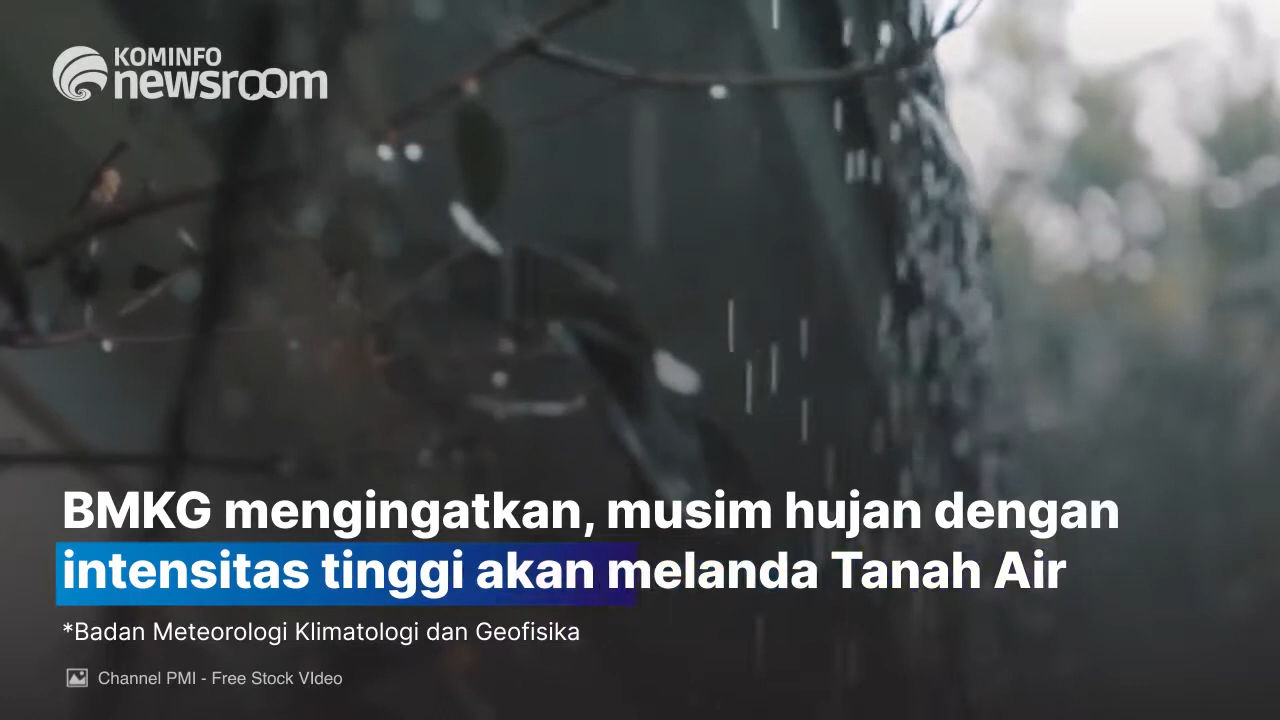 KOMINFO
newsroom
BMKG mengingatkan, musim hujan dengan
intensitas tinggi akan melanda Tanah Air
*Badan Meteorologi Klimatologi dan Geofisika
Channel PMI - Free Stock VIdeo